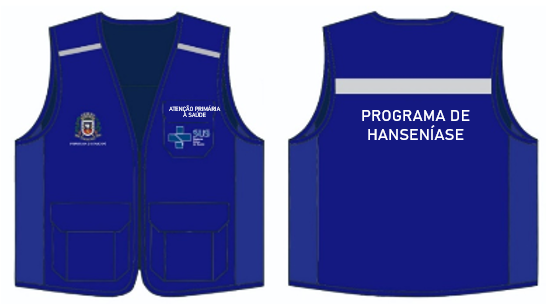 ATENÇÃO PRIMÁRIA
À SAÚDE
SUS
PROGRAMA DE
HANSENÍASE